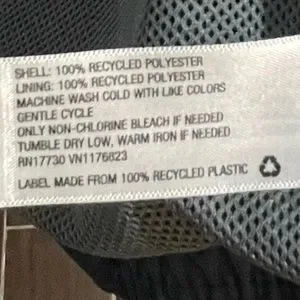 SHELL: 100% RECYCLED POLYESTER
LINING: 100% RECYCLED POLYESTER
MACHINE WASH COLD WITH LIKE COLORS
GENTLE CYCLE
ONLY NON-CHLORINE BLEACH IF NEEDED
TUMBLE DRY LOW, WARM IRON IF NEEDED
RN17730 VN1176823
LABEL MADE FROM 100% RECYCLED PLASTIC